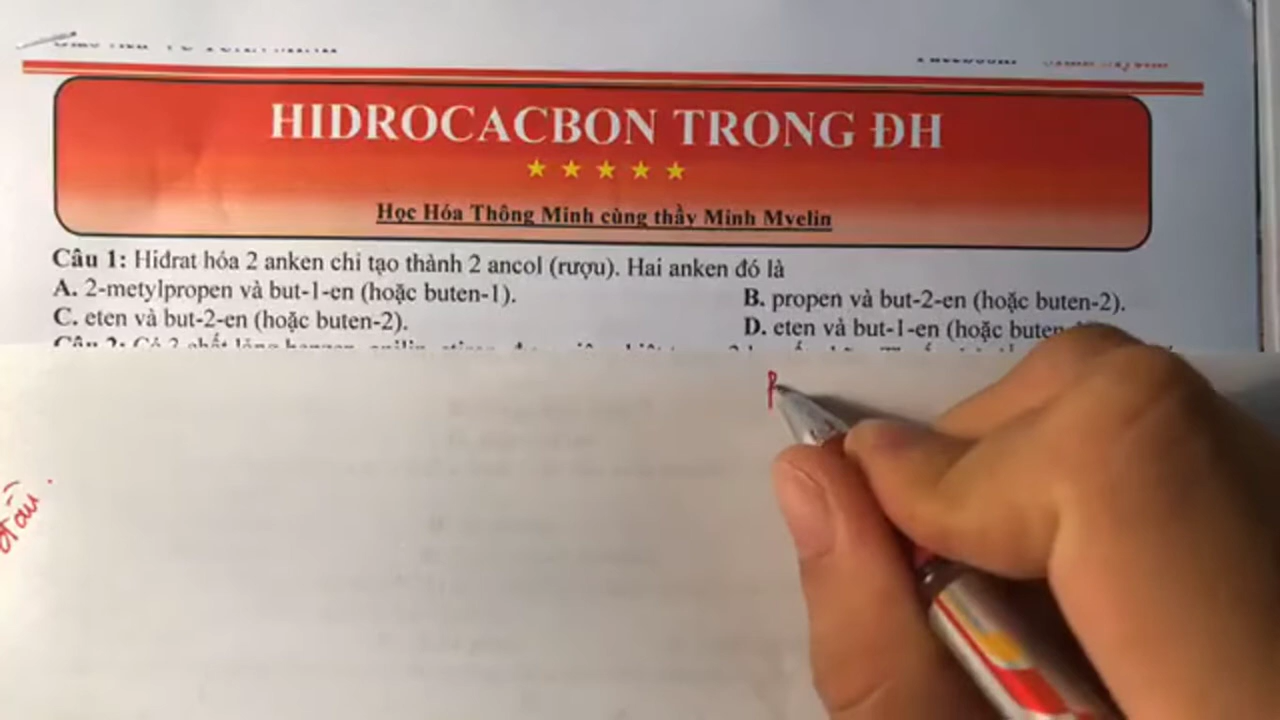 HIDROCACBON TRONG ĐH
Học Hóa Thông Minh cùng thầy Minh Myelin
Câu 1: Hiđrat hóa 2 anken chỉ tạo thành 2 ancol (rượu). Hai anken đó là
A. 2-metylpropen và but-1-en (hoặc buten-1).
B. propen và but-2-en (hoặc buten-2).
C. eten và but-2-en (hoặc buten-2).
D. eten và but-1-en (hoặc buten